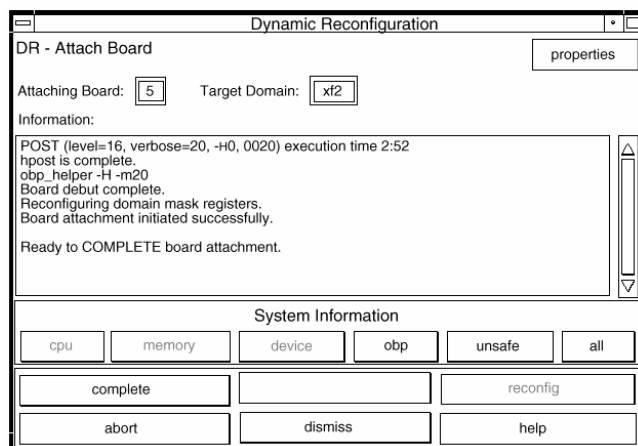 Dynamic Reconfiguration
DR - Attach Board
properties
Attaching Board: 5 Target Domain: xf2
Information:
POST (level=16, verbose=20, -H0, 0020) execution time 2:52
hpost is complete.
obp_helper -H -m20
Board debut complete.
Reconfiguring domain mask registers.
Board attachment initiated successfully.
Ready to COMPLETE board attachment.
System Information
cpu memory device obp unsafe all
complete reconfig
abort dismiss help